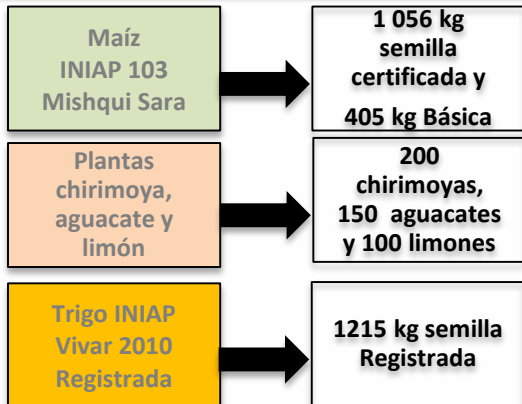 Maíz
INIAP 103
Mishqui Sara
1 056 kg
semilla
certificada y
405 kg Básica
Plantas
chirimoya,
aguacate y
limón
200
chirimoyas,
150 aguacates
y 100 limones
Trigo INIAP
Vivar 2010
Registrada
1215 kg semilla
Registrada